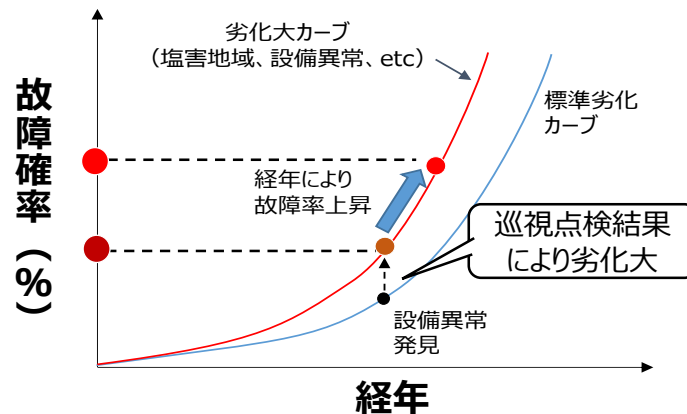 劣化大カーブ
（塩害地域、設備異常、etc）
標準劣化
カーブ
故障確率（%）
経年により
故障率上昇
巡視点検結果
により劣化大
設備異常
発見
経年